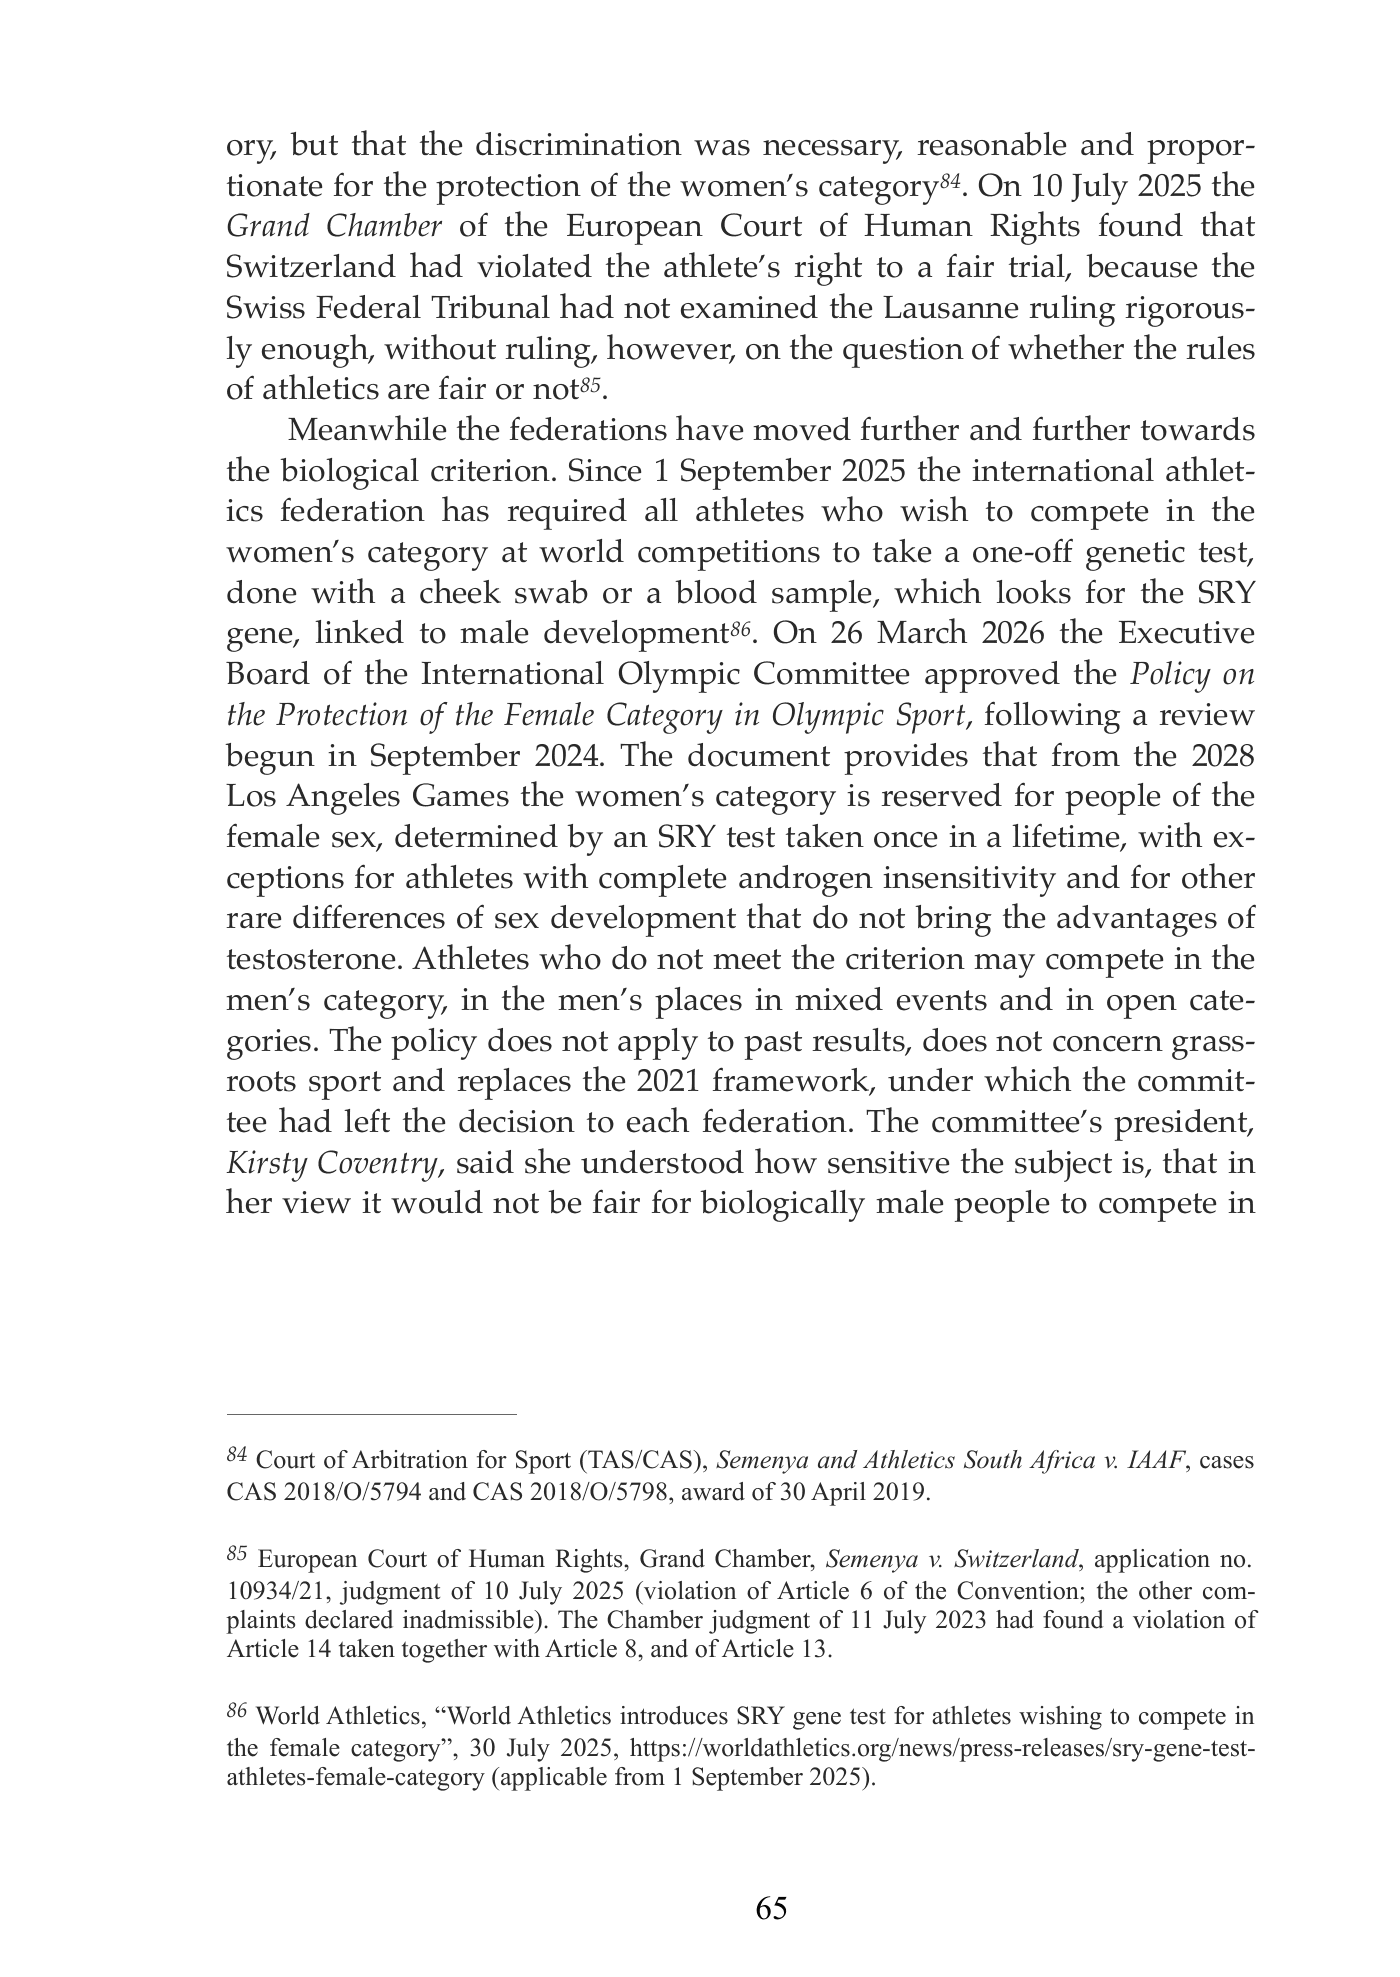 ory, but that the discrimination was necessary, reasonable and propor-
tionate for the protection of the women’s category84. On 10 July 2025 the
Grand Chamber of the European Court of Human Rights found that
Switzerland had violated the athlete’s right to a fair trial, because the
Swiss Federal Tribunal had not examined the Lausanne ruling rigorous-
ly enough, without ruling, however, on the question of whether the rules
of athletics are fair or not85.
Meanwhile the federations have moved further and further towards
the biological criterion. Since 1 September 2025 the international athlet-
ics federation has required all athletes who wish to compete in the
women’s category at world competitions to take a one-off genetic test,
done with a cheek swab or a blood sample, which looks for the SRY
gene, linked to male development86. On 26 March 2026 the Executive
Board of the International Olympic Committee approved the Policy on
the Protection of the Female Category in Olympic Sport, following a review
begun in September 2024. The document provides that from the 2028
Los Angeles Games the women’s category is reserved for people of the
female sex, determined by an SRY test taken once in a lifetime, with ex-
ceptions for athletes with complete androgen insensitivity and for other
rare differences of sex development that do not bring the advantages of
testosterone. Athletes who do not meet the criterion may compete in the
men’s category, in the men’s places in mixed events and in open cate-
gories. The policy does not apply to past results, does not concern grass-
roots sport and replaces the 2021 framework, under which the commit-
tee had left the decision to each federation. The committee’s president,
Kirsty Coventry, said she understood how sensitive the subject is, that in
her view it would not be fair for biologically male people to compete in
84 Court of Arbitration for Sport (TAS/CAS), Semenya and Athletics South Africa v. IAAF, cases
CAS 2018/O/5794 and CAS 2018/O/5798, award of 30 April 2019.
85 European Court of Human Rights, Grand Chamber, Semenya v. Switzerland, application no.
10934/21, judgment of 10 July 2025 (violation of Article 6 of the Convention; the other com-
plaints declared inadmissible). The Chamber judgment of 11 July 2023 had found a violation of
Article 14 taken together with Article 8, and of Article 13.
86 World Athletics, “World Athletics introduces SRY gene test for athletes wishing to compete in
the female category”, 30 July 2025, https://worldathletics.org/news/press-releases/sry-gene-test-
athletes-female-category (applicable from 1 September 2025).
65